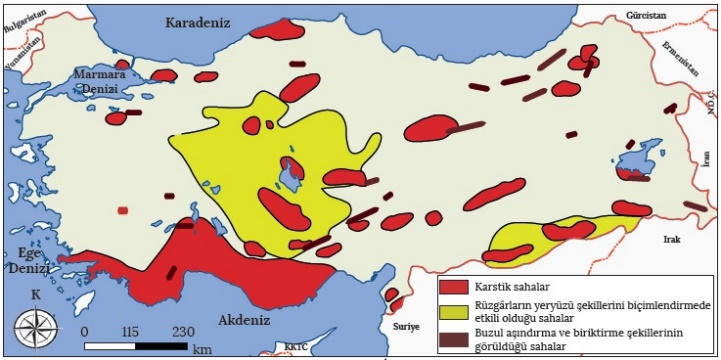 Bulgaristan
Yunanistan
Karadeniz
Gürcistan
Ermenistan
Marmara
Denizi
N.Ö.C.
İran
Ege
Denizi
Irak
K
Akdeniz
Suriye
KKTC
0 115 230
km
Karstik sahalar
Rüzgârların yeryüzü şekillerini biçimlendirmede
etkili olduğu sahalar
Buzul aşındırma ve biriktirme şekillerinin
görüldüğü sahalar